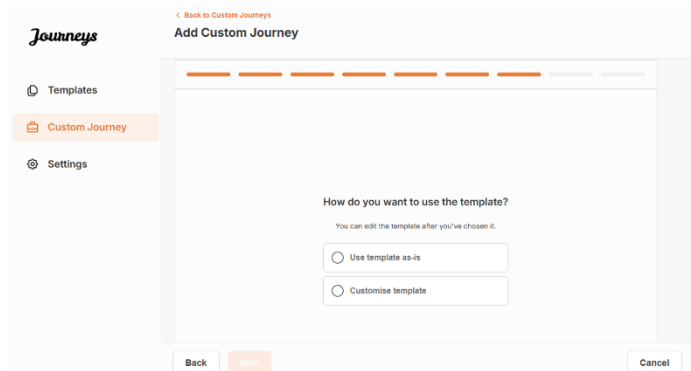 Journeys
Templates
Custom Journey
Settings
Back to Custom Journeys
Add Custom Journey
How do you want to use the template?
You can edit the template after you've chosen it.
Use template as-is
Customise template
Back
Next
Cancel